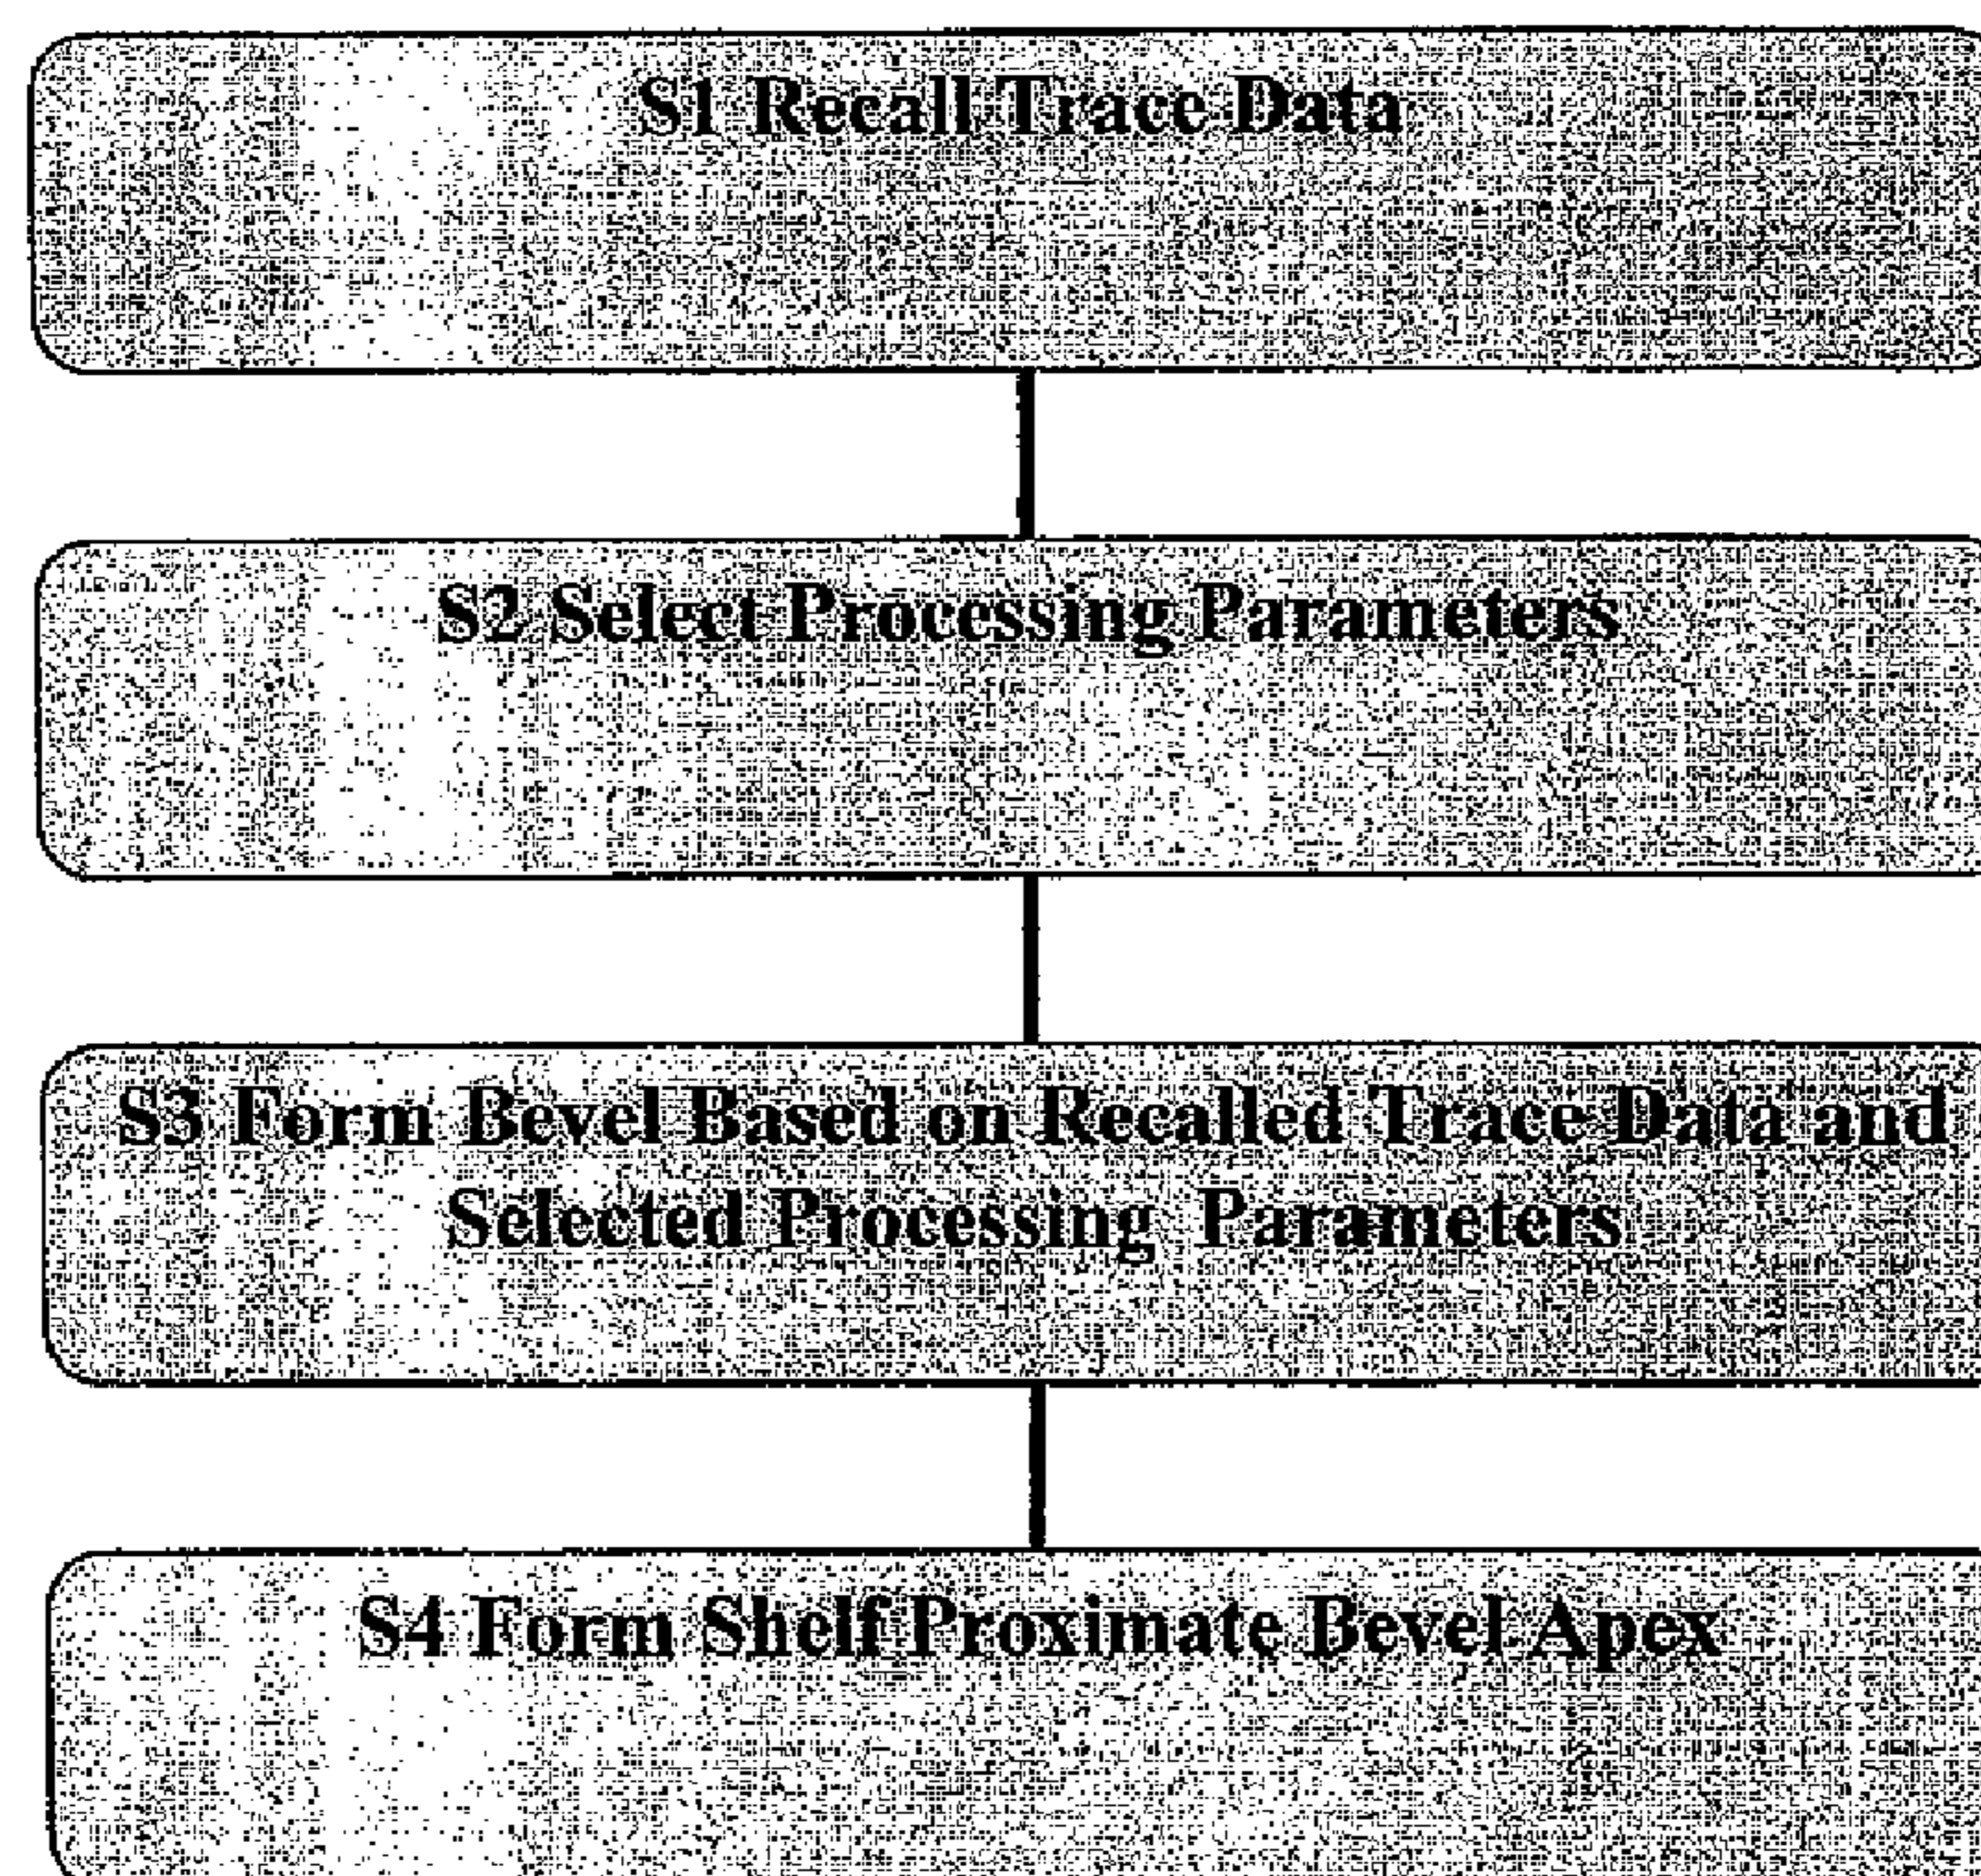 S1 Recall Trace Data
S2 Select Processing Parameters
S3 Form Bevel Based on Recalled Trace Data and
Selected Processing Parameters
S4 Form Shelf Proximate Bevel Apex